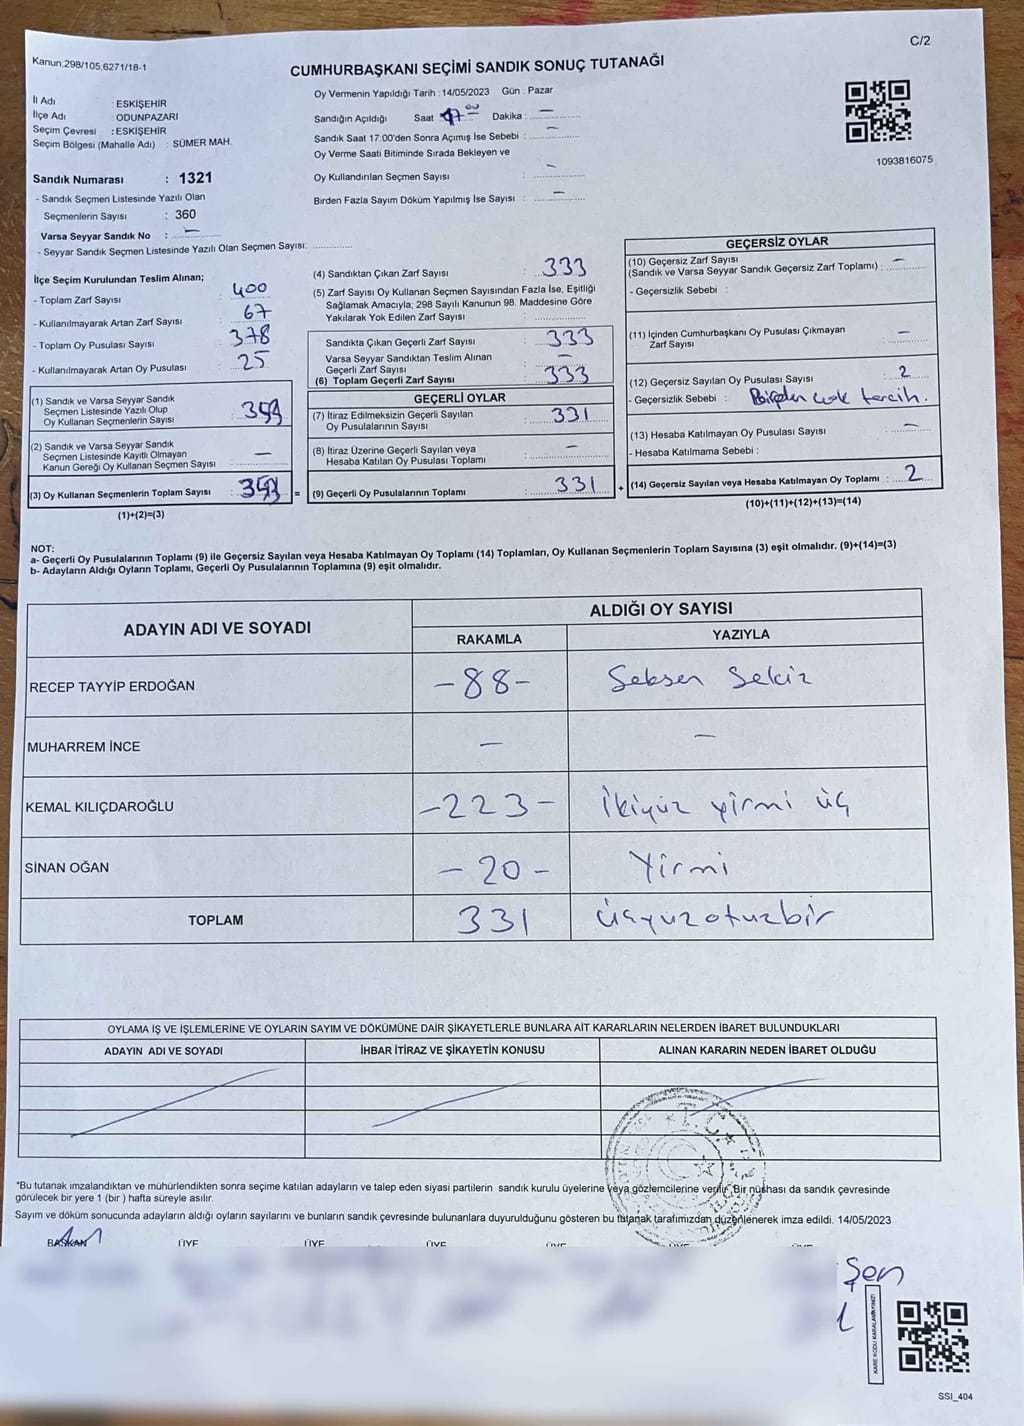 C/2
Kanun,298/105,6271/18-1
CUMHURBAŞKANI SEÇİMİ SANDIK SONUÇ TUTANAĞI
İl Adı : ESKİŞEHİR
İlçe Adı : ODUNPAZARI
Seçim Çevresi : ESKİŞEHİR
Seçim Bölgesi (Mahalle Adı) : SÜMER MAH.
Sandık Numarası : 1321
- Sandık Seçmen Listesinde Yazılı Olan
Seçmenlerin Sayısı : 360
Varsa Seyyar Sandık No : –
- Seyyar Sandık Seçmen Listesinde Yazılı Olan Seçmen Sayısı: ..............
Oy Vermenin Yapıldığı Tarih :14/05/2023 Gün : Pazar
Sandığın Açıldığı Saat : 17 00 Dakika : –
Sandık Saat 17:00'den Sonra Açımış İse Sebebi : –
Oy Verme Saati Bitiminde Sırada Bekleyen ve
Oy Kullandırılan Seçmen Sayısı : –
Birden Fazla Sayım Döküm Yapılmış İse Sayısı : –
1093816075
İlçe Seçim Kurulundan Teslim Alınan;
- Toplam Zarf Sayısı : 400
- Kullanılmayarak Artan Zarf Sayısı : 67
- Toplam Oy Pusulası Sayısı : 378
- Kullanılmayarak Artan Oy Pusulası : 25
(1) Sandık ve Varsa Seyyar Sandık
Seçmen Listesinde Yazılı Olup
Oy Kullanan Seçmenlerin Sayısı :
(2) Sandık ve Varsa Seyyar Sandık
Seçmen Listesinde Kayıtlı Olmayan
Kanun Gereği Oy Kullanan Seçmen Sayısı : –
(3) Oy Kullanan Seçmenlerin Toplam Sayısı : =
(1)+(2)=(3)
(4) Sandıktan Çıkan Zarf Sayısı : 333
(5) Zarf Sayısı Oy Kullanan Seçmen Sayısından Fazla İse, Eşitliği
Sağlamak Amacıyla; 298 Sayılı Kanunun 98. Maddesine Göre
Yakılarak Yok Edilen Zarf Sayısı : ..............
Sandıkta Çıkan Geçerli Zarf Sayısı : 333
Varsa Seyyar Sandıktan Teslim Alınan
Geçerli Zarf Sayısı : –
(6) Toplam Geçerli Zarf Sayısı : 333
GEÇERLİ OYLAR
(7) İtiraz Edilmeksizin Geçerli Sayılan
Oy Pusulalarının Sayısı : 331
(8) İtiraz Üzerine Geçerli Sayılan veya
Hesaba Katılan Oy Pusulası Toplamı : –
(9) Geçerli Oy Pusulalarının Toplamı : 331 +
GEÇERSİZ OYLAR
(10) Geçersiz Zarf Sayısı
(Sandık ve Varsa Seyyar Sandık Geçersiz Zarf Toplamı) : –
- Geçersizlik Sebebi :
(11) İçinden Cumhurbaşkanı Oy Pusulası Çıkmayan
Zarf Sayısı : –
(12) Geçersiz Sayılan Oy Pusulası Sayısı : 2
- Geçersizlik Sebebi : Birden çok tercih.
(13) Hesaba Katılmayan Oy Pusulası Sayısı : –
- Hesaba Katılmama Sebebi :
(14) Geçersiz Sayılan veya Hesaba Katılmayan Oy Toplamı : 2
(10)+(11)+(12)+(13)=(14)
NOT:
a- Geçerli Oy Pusulalarının Toplamı (9) ile Geçersiz Sayılan veya Hesaba Katılmayan Oy Toplamı (14) Toplamları, Oy Kullanan Seçmenlerin Toplam Sayısına (3) eşit olmalıdır. (9)+(14)=(3)
b- Adayların Aldığı Oyların Toplamı, Geçerli Oy Pusulalarının Toplamına (9) eşit olmalıdır.
ADAYIN ADI VE SOYADI
ALDIĞI OY SAYISI
RAKAMLA YAZIYLA
RECEP TAYYİP ERDOĞAN -88- Seksen Sekiz
MUHARREM İNCE – –
KEMAL KILIÇDAROĞLU -223- İkiyüz yirmi üç
SİNAN OĞAN -20- Yirmi
TOPLAM 331 üçyüzotuzbir
OYLAMA İŞ VE İŞLEMLERİNE VE OYLARIN SAYIM VE DÖKÜMÜNE DAİR ŞİKAYETLERLE BUNLARA AİT KARARLARIN NELERDEN İBARET BULUNDUKLARI
ADAYIN ADI VE SOYADI İHBAR İTİRAZ VE ŞİKAYETİN KONUSU ALINAN KARARIN NEDEN İBARET OLDUĞU
T.C.
*Bu tutanak imzalandıktan ve mühürlendikten sonra seçime katılan adayların ve talep eden siyasi partilerin sandık kurulu üyelerine veya gözlemcilerine verilir. Bir nüshası da sandık çevresinde
görülecek bir yere 1 (bir) hafta süreyle asılır.
Sayım ve döküm sonucunda adayların aldığı oyların sayılarını ve bunların sandık çevresinde bulunanlara duyurulduğunu gösteren bu tutanak tarafımızdan düzenlenerek imza edildi. 14/05/2023
BAŞKAN ÜYE ÜYE ÜYE ÜYE ÜYE ÜYE
Şen
KARE KODU KARALAMAYINIZ!
SSI_404